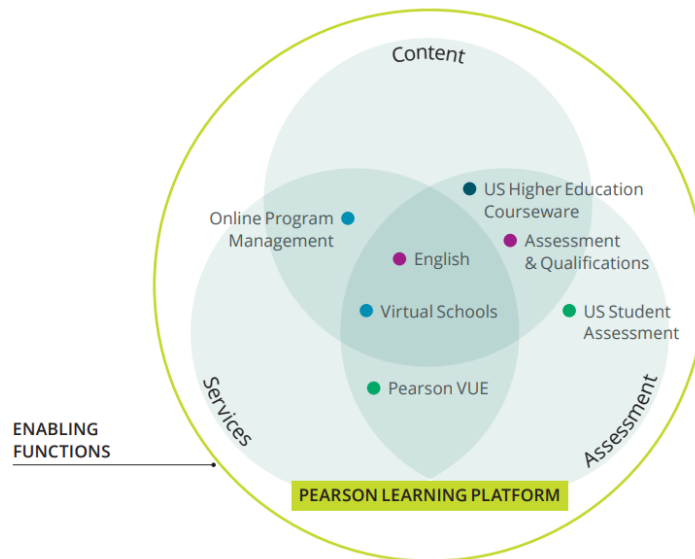 Content
US Higher Education
Courseware
Online Program
Management
Assessment
& Qualifications
English
Virtual Schools
US Student
Assessment
Pearson VUE
Services
Assessment
ENABLING
FUNCTIONS
PEARSON LEARNING PLATFORM